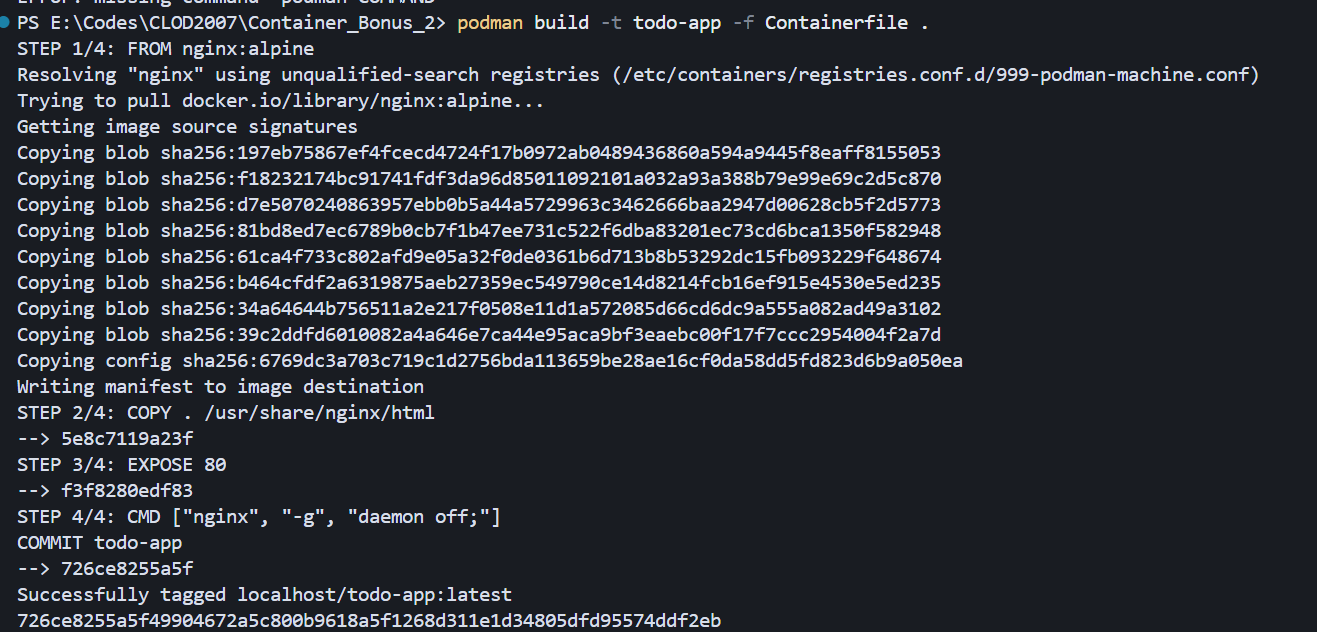 ERROR: missing command 'podman COMMAND'
PS E:\Codes\CLOD2007\Container_Bonus_2> podman build -t todo-app -f Containerfile .
STEP 1/4: FROM nginx:alpine
Resolving "nginx" using unqualified-search registries (/etc/containers/registries.conf.d/999-podman-machine.conf)
Trying to pull docker.io/library/nginx:alpine...
Getting image source signatures
Copying blob sha256:197eb75867ef4fcecd4724f17b0972ab0489436860a594a9445f8eaff8155053
Copying blob sha256:f18232174bc91741fdf3da96d85011092101a032a93a388b79e99e69c2d5c870
Copying blob sha256:d7e5070240863957ebb0b5a44a5729963c3462666baa2947d00628cb5f2d5773
Copying blob sha256:81bd8ed7ec6789b0cb7f1b47ee731c522f6dba83201ec73cd6bca1350f582948
Copying blob sha256:61ca4f733c802afd9e05a32f0de0361b6d713b8b53292dc15fb093229f648674
Copying blob sha256:b464cfdf2a6319875aeb27359ec549790ce14d8214fcb16ef915e4530e5ed235
Copying blob sha256:34a64644b756511a2e217f0508e11d1a572085d66cd6dc9a555a082ad49a3102
Copying blob sha256:39c2ddfd6010082a4a646e7ca44e95aca9bf3eaebc00f17f7ccc2954004f2a7d
Copying config sha256:6769dc3a703c719c1d2756bda113659be28ae16cf0da58dd5fd823d6b9a050ea
Writing manifest to image destination
STEP 2/4: COPY . /usr/share/nginx/html
--> 5e8c7119a23f
STEP 3/4: EXPOSE 80
--> f3f8280edf83
STEP 4/4: CMD ["nginx", "-g", "daemon off;"]
COMMIT todo-app
--> 726ce8255a5f
Successfully tagged localhost/todo-app:latest
726ce8255a5f49904672a5c800b9618a5f1268d311e1d34805dfd95574ddf2eb